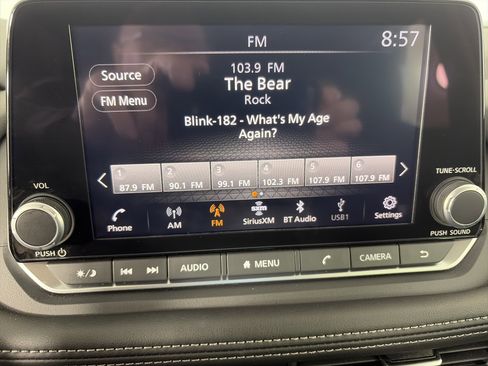 FM
8:57
Source
FM Menu
103.9 FM
The Bear
Rock
Blink-182 - What's My Age
Again?
1 2 3 4 5 6
87.9 FM 90.1 FM 99.1 FM 102.3 FM 107.9 FM 107.9 FM
Phone AM FM SiriusXM BT Audio USB1 Settings
sxm
VOL
PUSH
TUNE·SCROLL
PUSH SOUND
AUDIO
MENU
CAMERA